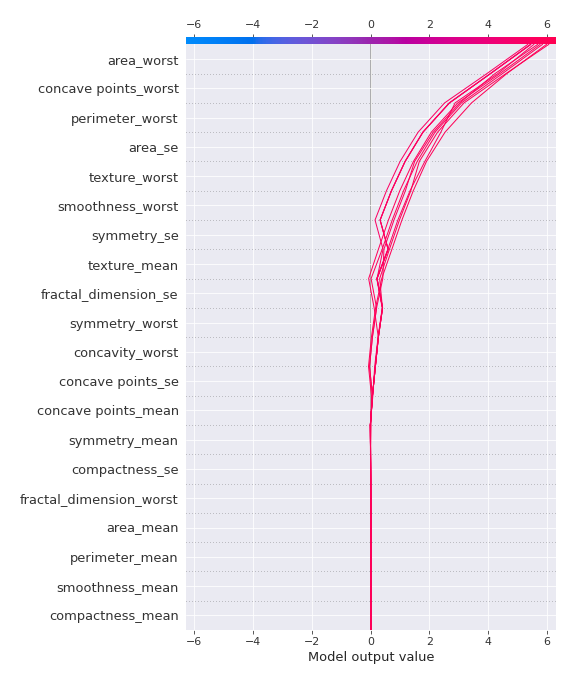 −6 −4 −2 0 2 4 6
area_worst
concave points_worst
perimeter_worst
area_se
texture_worst
smoothness_worst
symmetry_se
texture_mean
fractal_dimension_se
symmetry_worst
concavity_worst
concave points_se
concave points_mean
symmetry_mean
compactness_se
fractal_dimension_worst
area_mean
perimeter_mean
smoothness_mean
compactness_mean
−6 −4 −2 0 2 4 6
Model output value